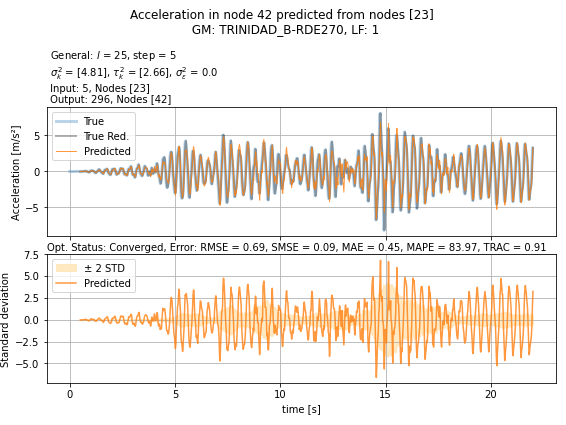 Acceleration in node 42 predicted from nodes [23]
GM: TRINIDAD_B-RDE270, LF: 1
General: l = 25, step = 5
σ²ₖ = [4.81], τ²ₖ = [2.66], σ²ε = 0.0
Input: 5, Nodes [23]
Output: 296, Nodes [42]
True
True Red.
Predicted
Acceleration [m/s²]
5
0
−5
Opt. Status: Converged, Error: RMSE = 0.69, SMSE = 0.09, MAE = 0.45, MAPE = 83.97, TRAC = 0.91
± 2 STD
Predicted
Standard deviation
7.5
5.0
2.5
0.0
−2.5
−5.0
0 5 10 15 20
time [s]